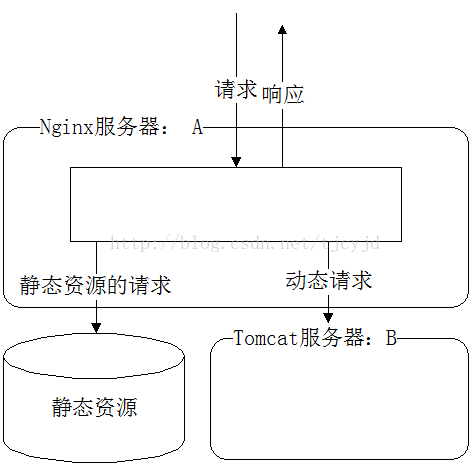 请求
响应
Nginx服务器： A
http://blog.csdn.net/tjcyjd
静态资源的请求
动态请求
Tomcat服务器：B
静态资源